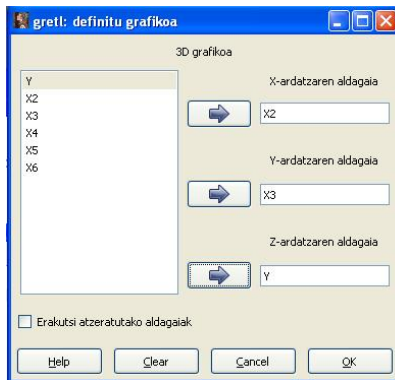 gretl: definitu grafikoa
3D grafikoa
Y
X2
X3
X4
X5
X6
X-ardatzaren aldagaia
X2
Y-ardatzaren aldagaia
X3
Z-ardatzaren aldagaia
Y
Erakutsi atzeratutako aldagaiak
Help
Clear
Cancel
OK